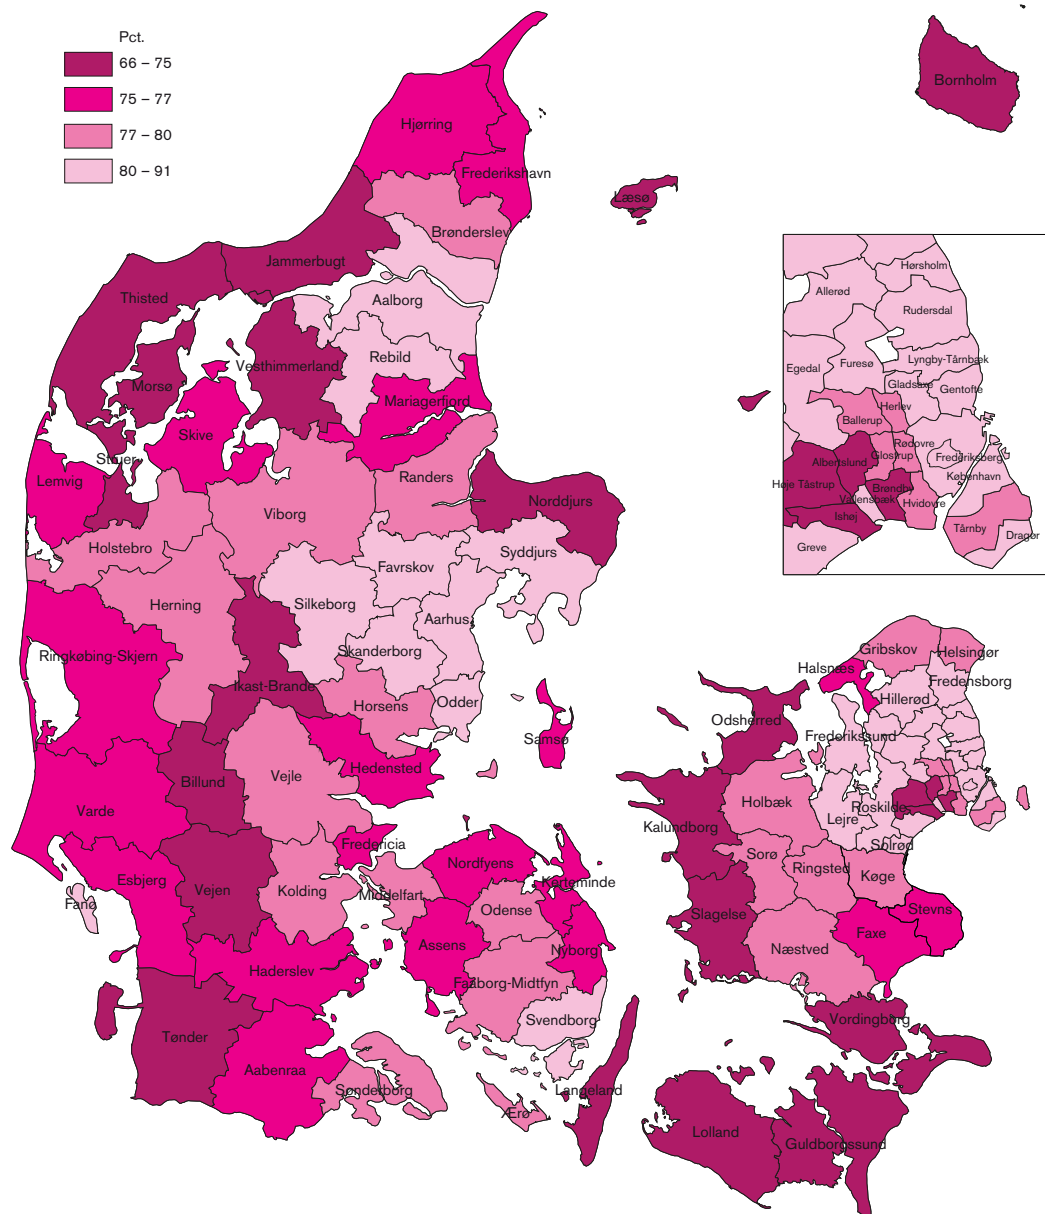 Pct.
66 – 75
75 – 77
77 – 80
80 – 91
Bornholm
Hjørring
Frederikshavn
Læsø
Brønderslev
Jammerbugt
Thisted
Aalborg
Rebild
Vesthimmerland
Morsø
Mariagerfjord
Skive
Struer
Lemvig
Randers
Norddjurs
Viborg
Holstebro
Syddjurs
Favrskov
Herning
Silkeborg
Aarhus
Skanderborg
Ringkøbing-Skjern
Ikast-Brande
Odder
Horsens
Samsø
Hedensted
Billund
Vejle
Varde
Fredericia
Esbjerg
Vejen
Kolding
Middelfart
Fanø
Nordfyens
Kerteminde
Odense
Assens
Nyborg
Haderslev
Faaborg-Midtfyn
Svendborg
Tønder
Aabenraa
Sønderborg
Langeland
Ærø
Hørsholm
Allerød
Rudersdal
Egedal
Furesø
Lyngby-Tårnbæk
Gladsaxe
Gentofte
Herlev
Ballerup
Rødovre
Glostrup
Frederiksberg
Albertslund
København
Høje Tåstrup
Brøndby
Vallensbæk
Hvidovre
Ishøj
Tårnby
Dragør
Greve
Gribskov
Helsingør
Halsnæs
Fredensborg
Hillerød
Odsherred
Frederikssund
Holbæk
Roskilde
Lejre
Kalundborg
Solrød
Sorø
Ringsted
Køge
Slagelse
Stevns
Faxe
Næstved
Vordingborg
Lolland
Guldborgssund